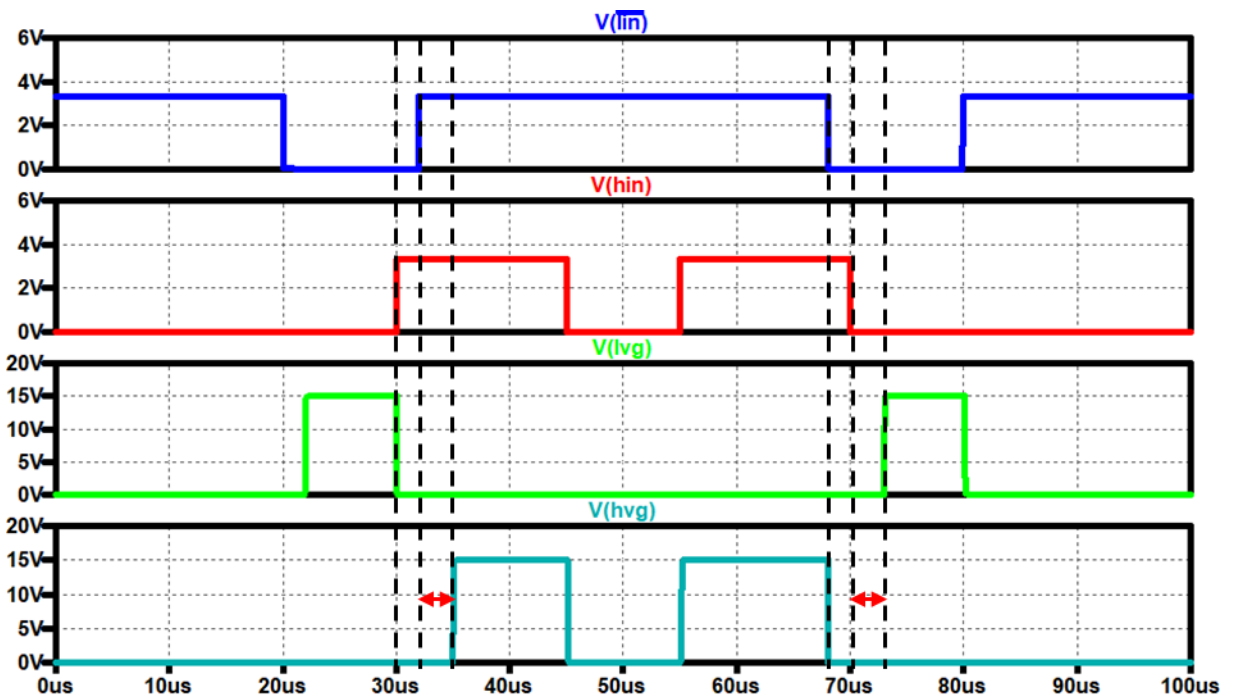 V(l̅i̅n̅)
6V
4V
2V
0V
V(hin)
6V
4V
2V
0V
V(lvg)
20V
15V
10V
5V
0V
V(hvg)
20V
15V
10V
5V
0V
0us 10us 20us 30us 40us 50us 60us 70us 80us 90us 100us